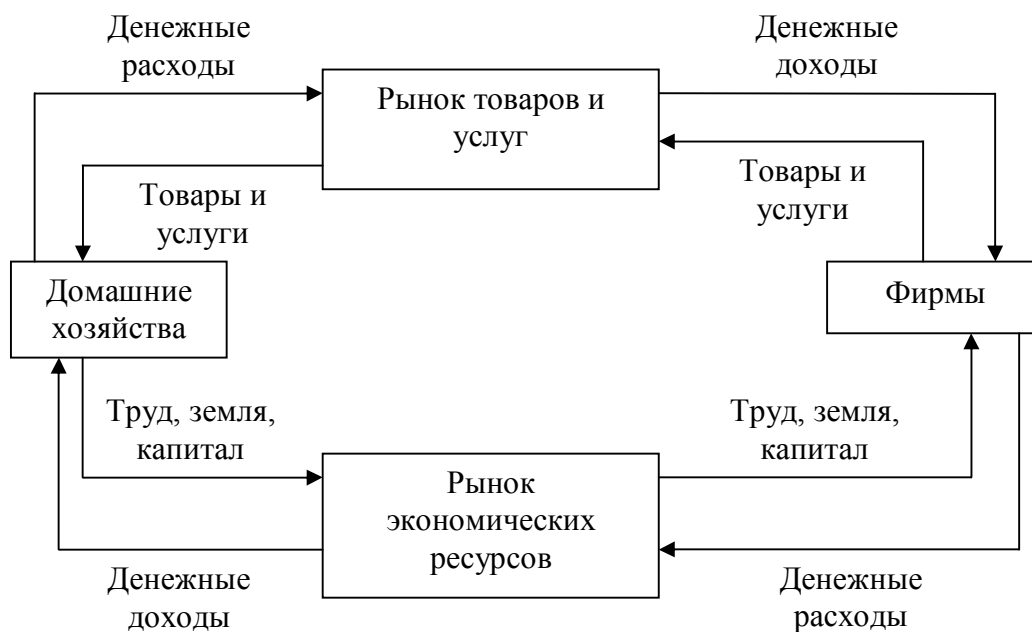 Денежные
расходы
Денежные
доходы
Рынок товаров и
услуг
Товары и
услуги
Товары и
услуги
Домашние
хозяйства
Фирмы
Труд, земля,
капитал
Труд, земля,
капитал
Рынок
экономических
ресурсов
Денежные
доходы
Денежные
расходы